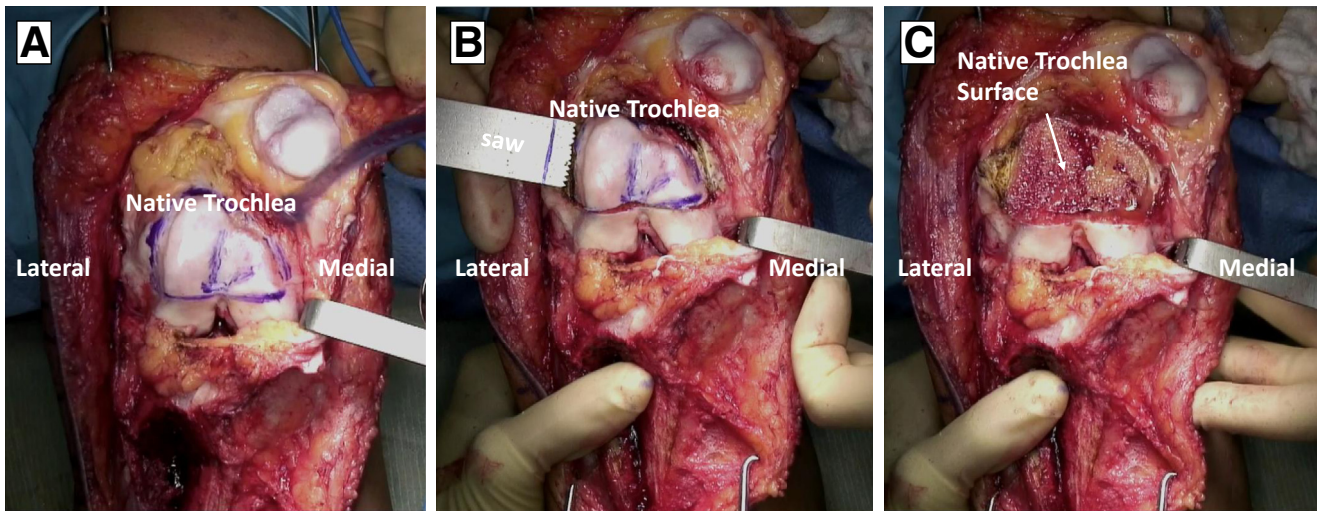 A
Native Trochlea
Lateral
Medial
B
saw
Native Trochlea
Lateral
Medial
C
Native Trochlea
Surface
Lateral
Medial